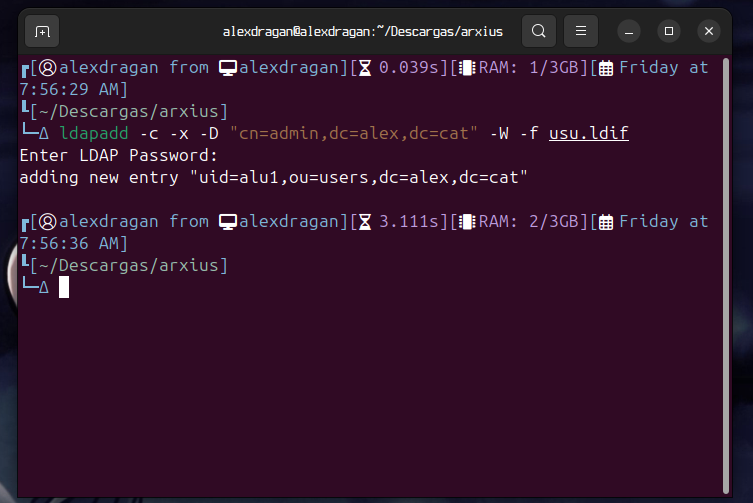 alexdragan@alexdragan:~/Descargas/arxius
[alexdragan from alexdragan][ 0.039s][RAM: 1/3GB][ Friday at
7:56:29 AM]
[~/Descargas/arxius]
Δ ldapadd -c -x -D "cn=admin,dc=alex,dc=cat" -W -f usu.ldif
Enter LDAP Password:
adding new entry "uid=alu1,ou=users,dc=alex,dc=cat"
[alexdragan from alexdragan][ 3.111s][RAM: 2/3GB][ Friday at
7:56:36 AM]
[~/Descargas/arxius]
Δ